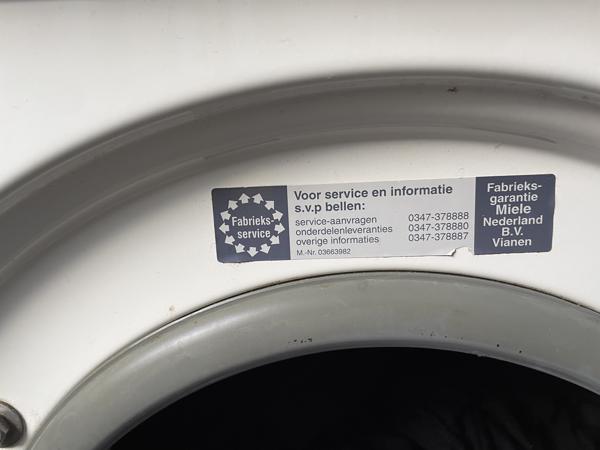 Fabrieks-
service
Voor service en informatie
s.v.p bellen:
service-aanvragen 0347-378888
onderdelenleveranties 0347-378880
overige informaties 0347-378887
M.-Nr. 03663982
Fabrieks-
garantie
Miele
Nederland
B.V.
Vianen